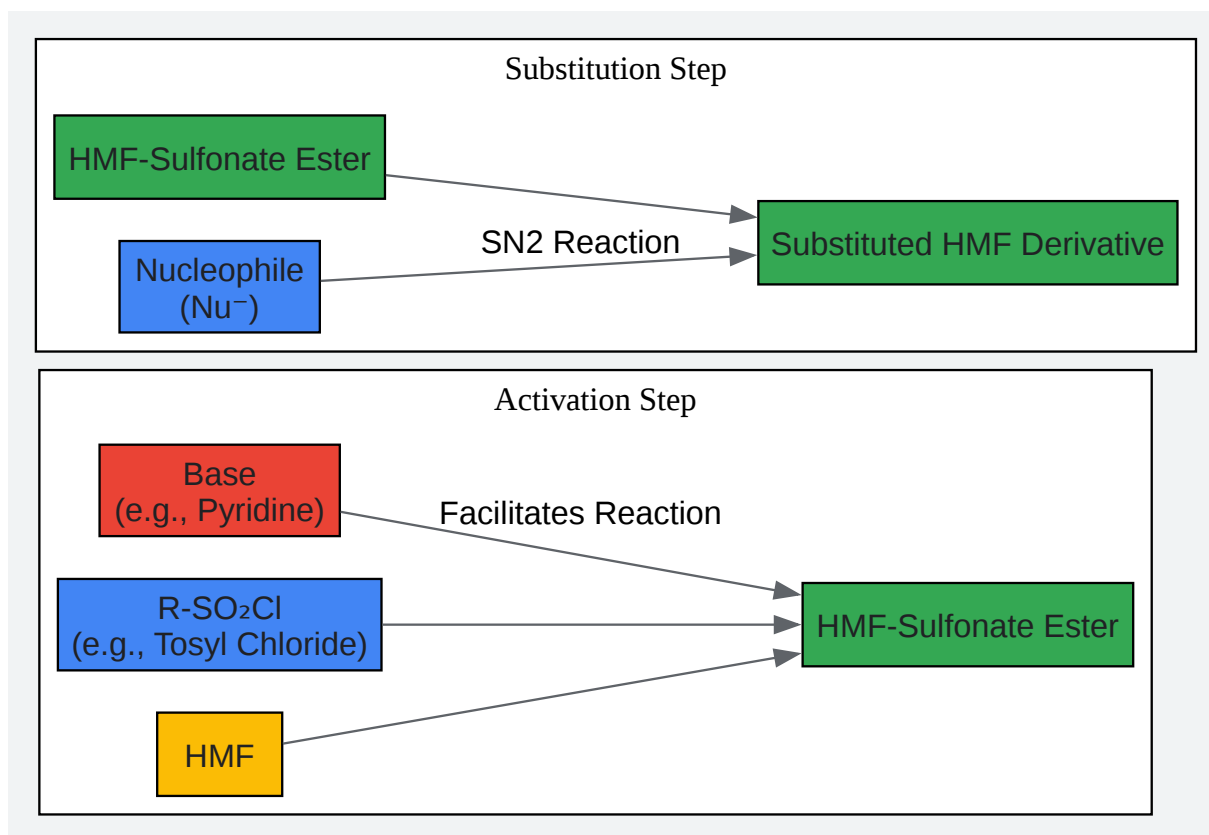 Substitution Step
HMF-Sulfonate Ester
SN2 Reaction
Substituted HMF Derivative
Nucleophile
(Nu⁻)
Activation Step
Base
(e.g., Pyridine)
Facilitates Reaction
R-SO₂Cl
(e.g., Tosyl Chloride)
HMF-Sulfonate Ester
HMF